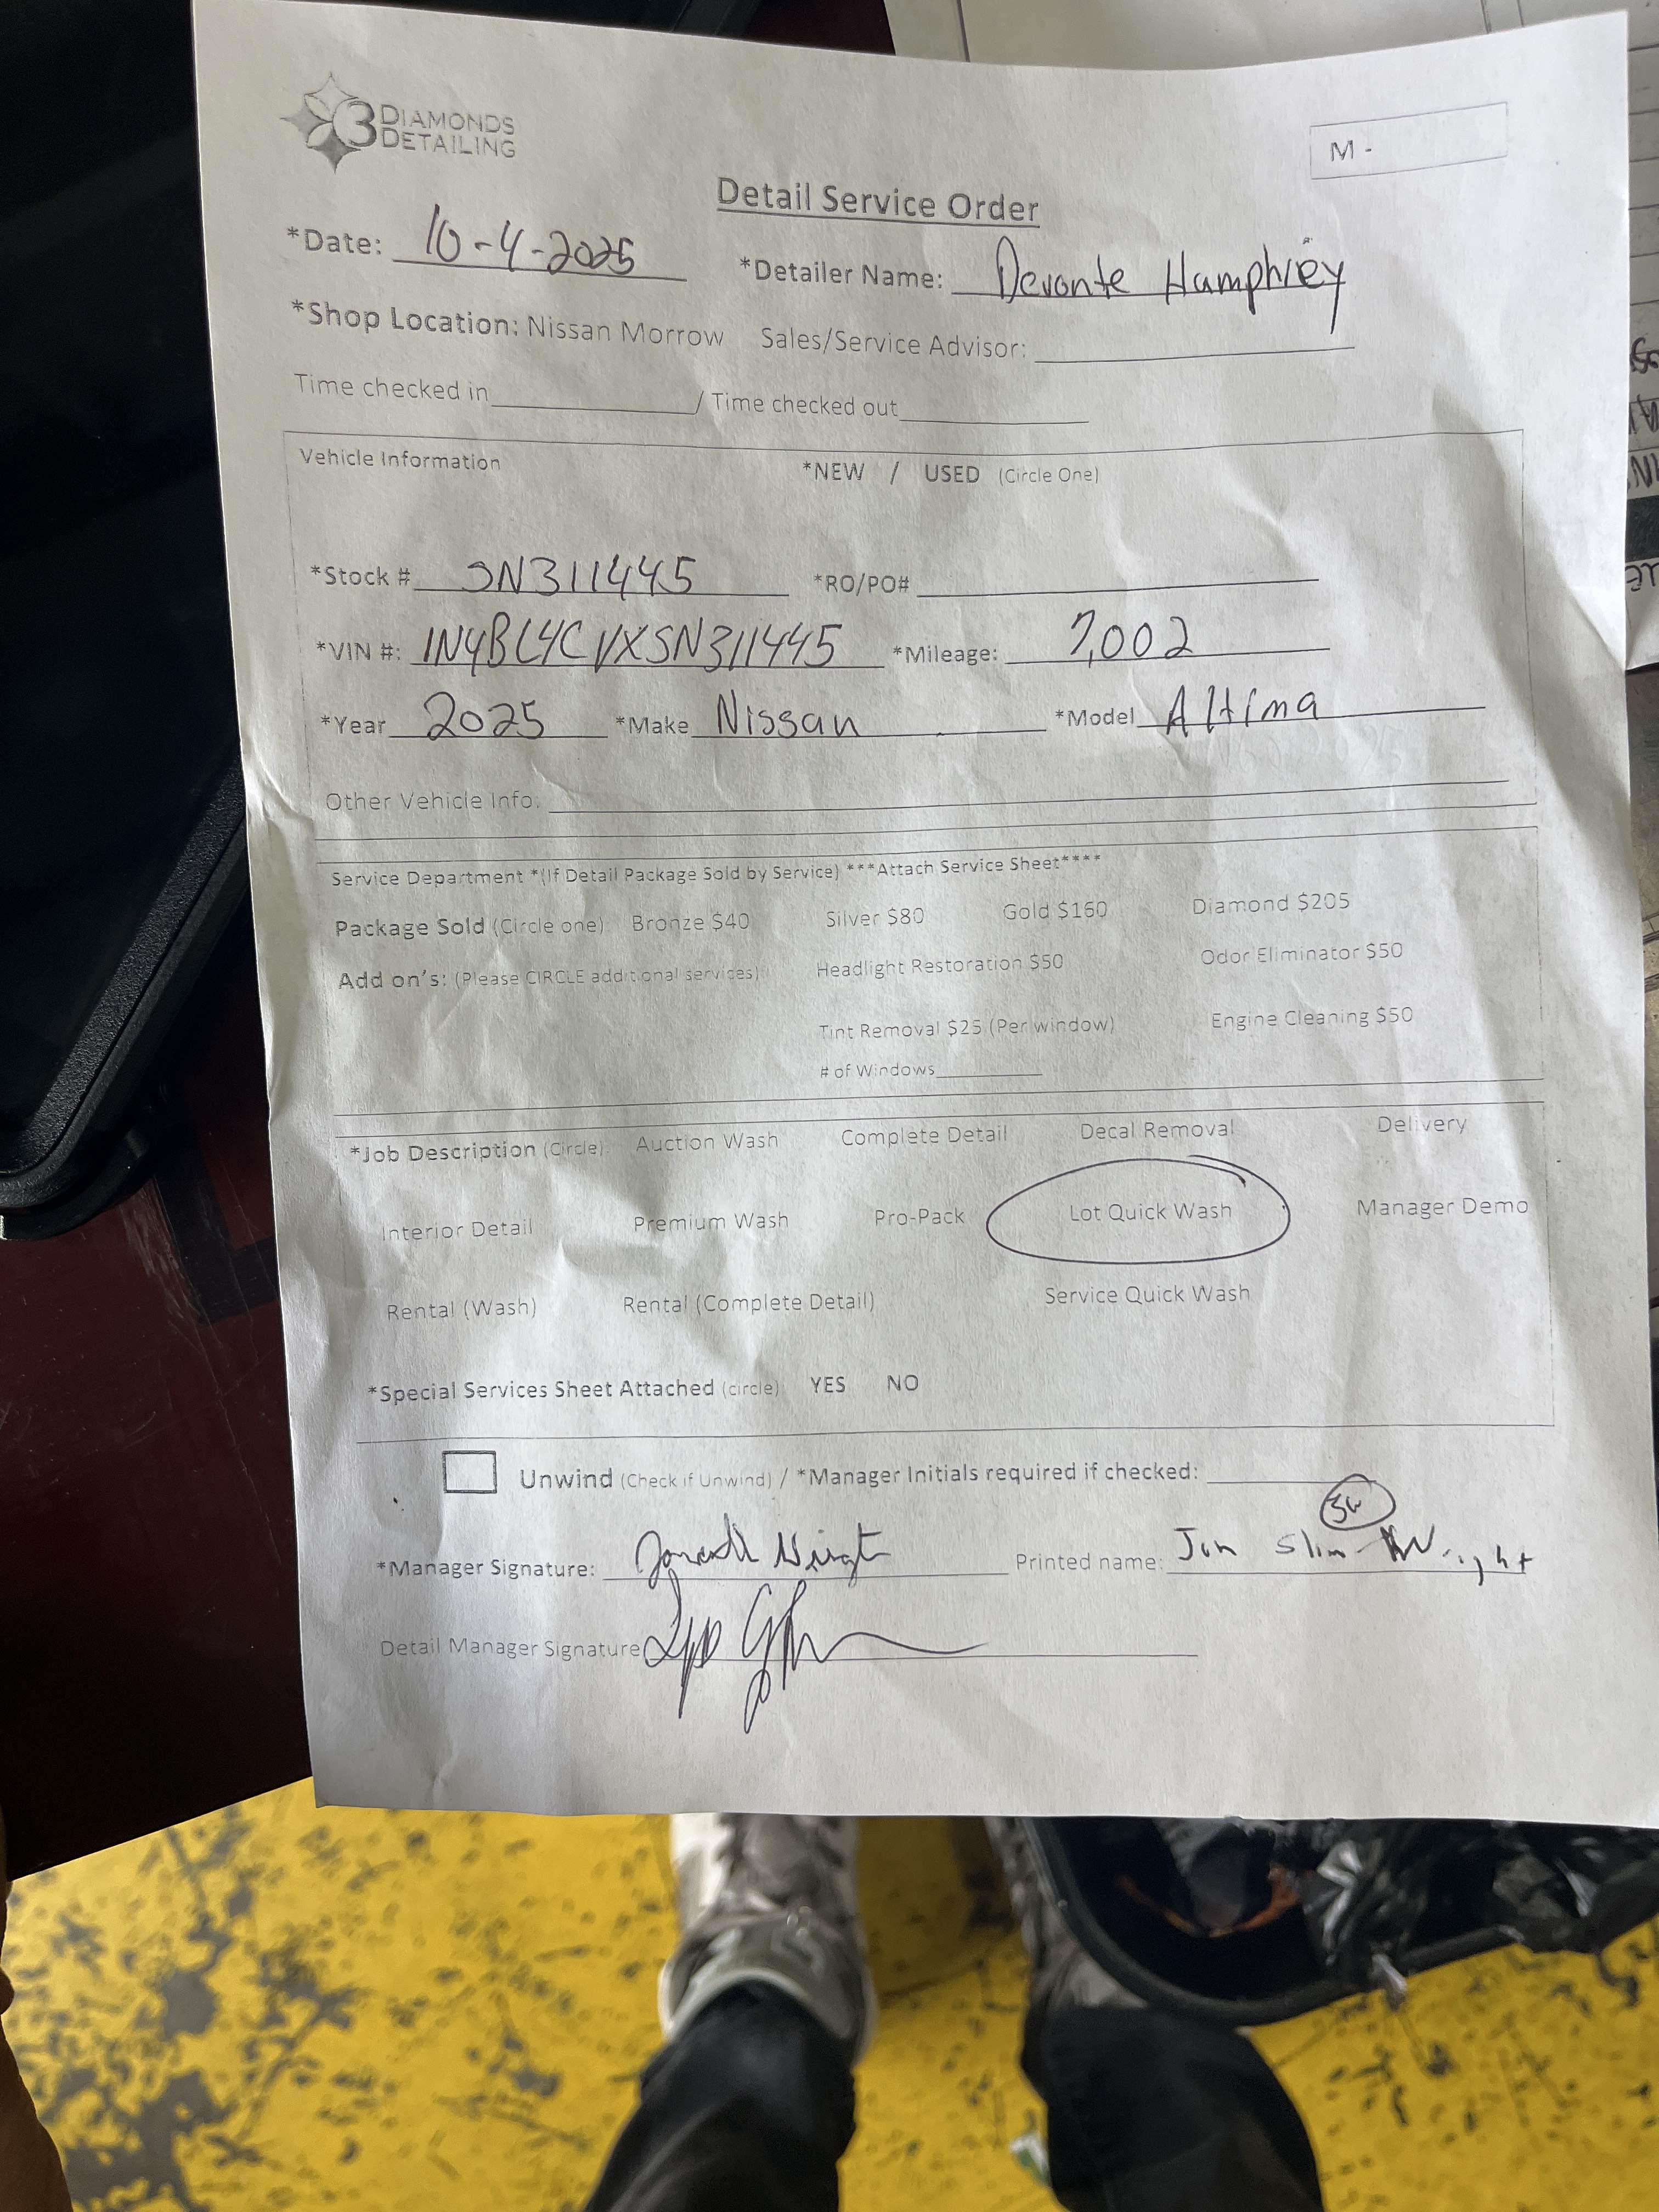 3 DIAMONDS
DETAILING
M -
Detail Service Order
*Date: 10-4-2025 *Detailer Name: Devonte Humphrey
*Shop Location: Nissan Morrow Sales/Service Advisor:
Time checked in / Time checked out
Vehicle Information *NEW / USED (Circle One)
*Stock # SN311445 *RO/PO#
*VIN #: 1N4BL4CVXSN311445 *Mileage: 7,002
*Year 2025 *Make Nissan *Model Altima
Other Vehicle Info.
Service Department *(If Detail Package Sold by Service) ***Attach Service Sheet****
Package Sold (Circle one) Bronze $40 Silver $80 Gold $160 Diamond $205
Add on's: (Please CIRCLE additional services) Headlight Restoration $50 Odor Eliminator $50
Tint Removal $25 (Per window) Engine Cleaning $50
# of Windows
*Job Description (Circle) Auction Wash Complete Detail Decal Removal Delivery
Interior Detail Premium Wash Pro-Pack Lot Quick Wash Manager Demo
Rental (Wash) Rental (Complete Detail) Service Quick Wash
*Special Services Sheet Attached (circle) YES NO
Unwind (Check if Unwind) / *Manager Initials required if checked:
*Manager Signature: Printed name: Jon Slim Wright
Detail Manager Signature